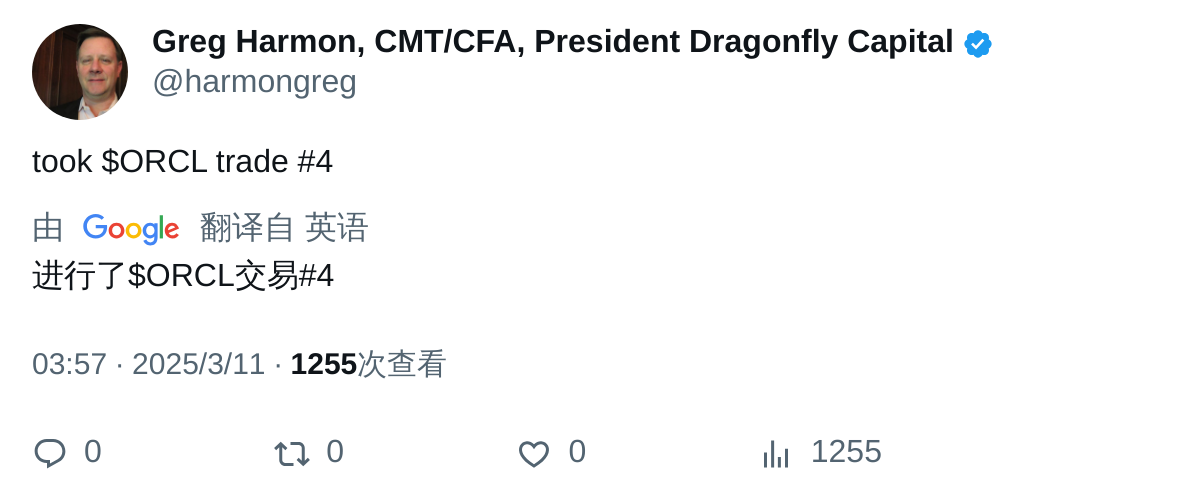 Greg Harmon, CMT/CFA, President Dragonfly Capital
@harmongreg
took $ORCL trade #4
由 Google 翻译自 英语
进行了$ORCL交易#4
03:57 · 2025/3/11 · 1255次查看
0 0 0 1255